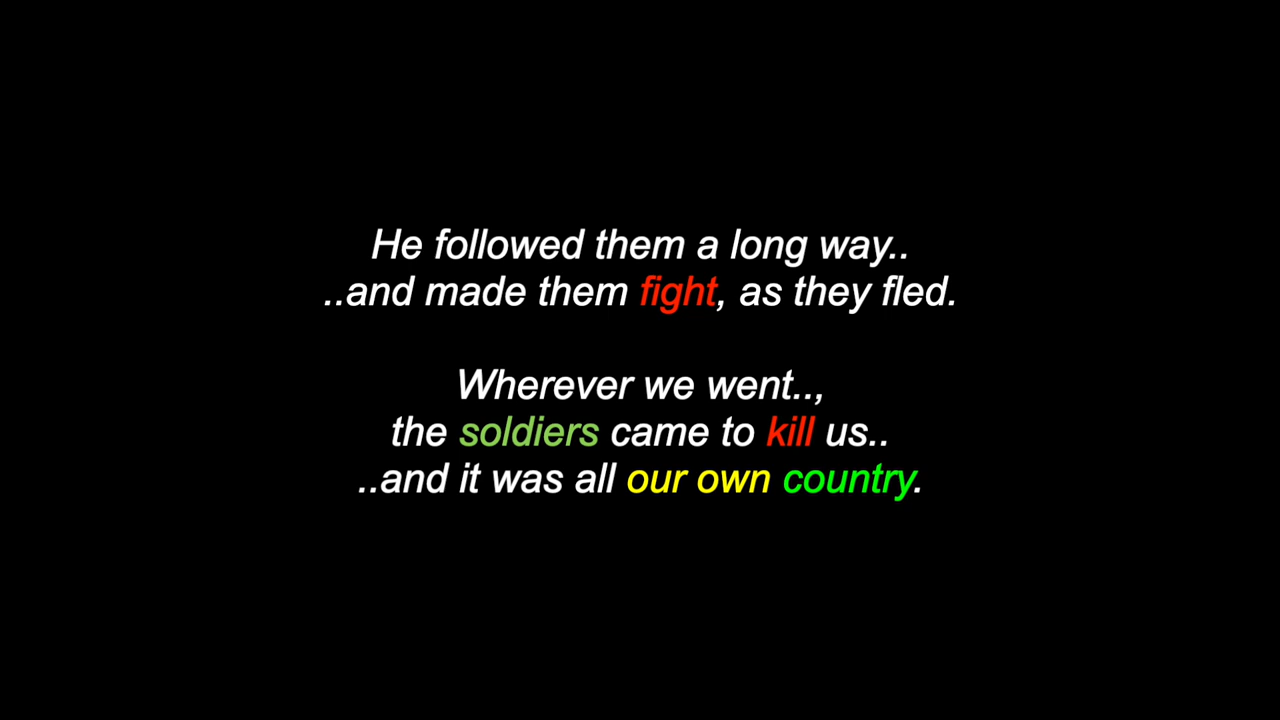 He followed them a long way..
..and made them fight, as they fled.
Wherever we went..,
the soldiers came to kill us..
..and it was all our own country.